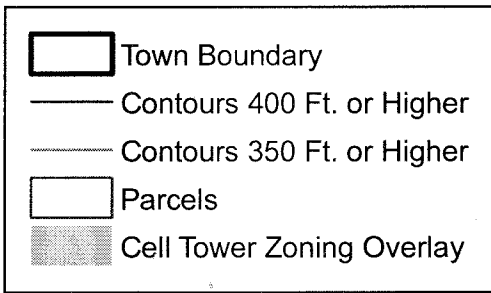 Town Boundary
Contours 400 Ft. or Higher
Contours 350 Ft. or Higher
Parcels
Cell Tower Zoning Overlay